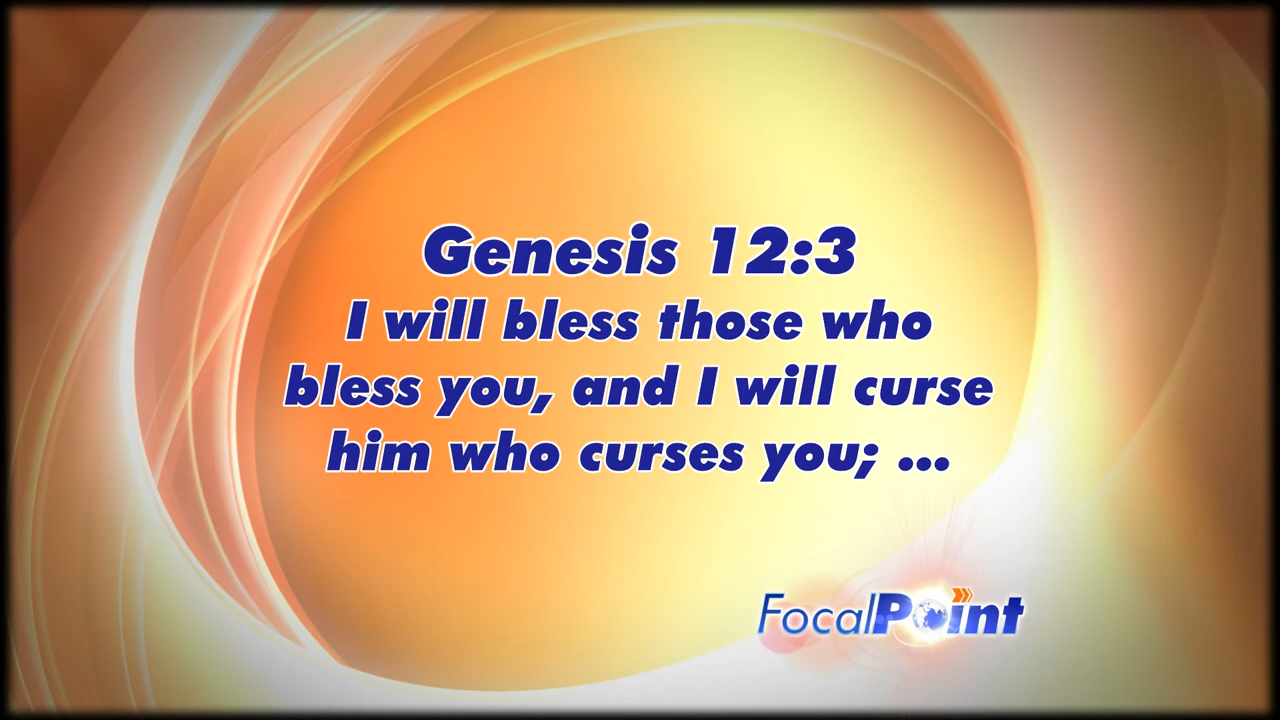 Genesis 12:3
I will bless those who
bless you, and I will curse
him who curses you; ...
FocalPoint